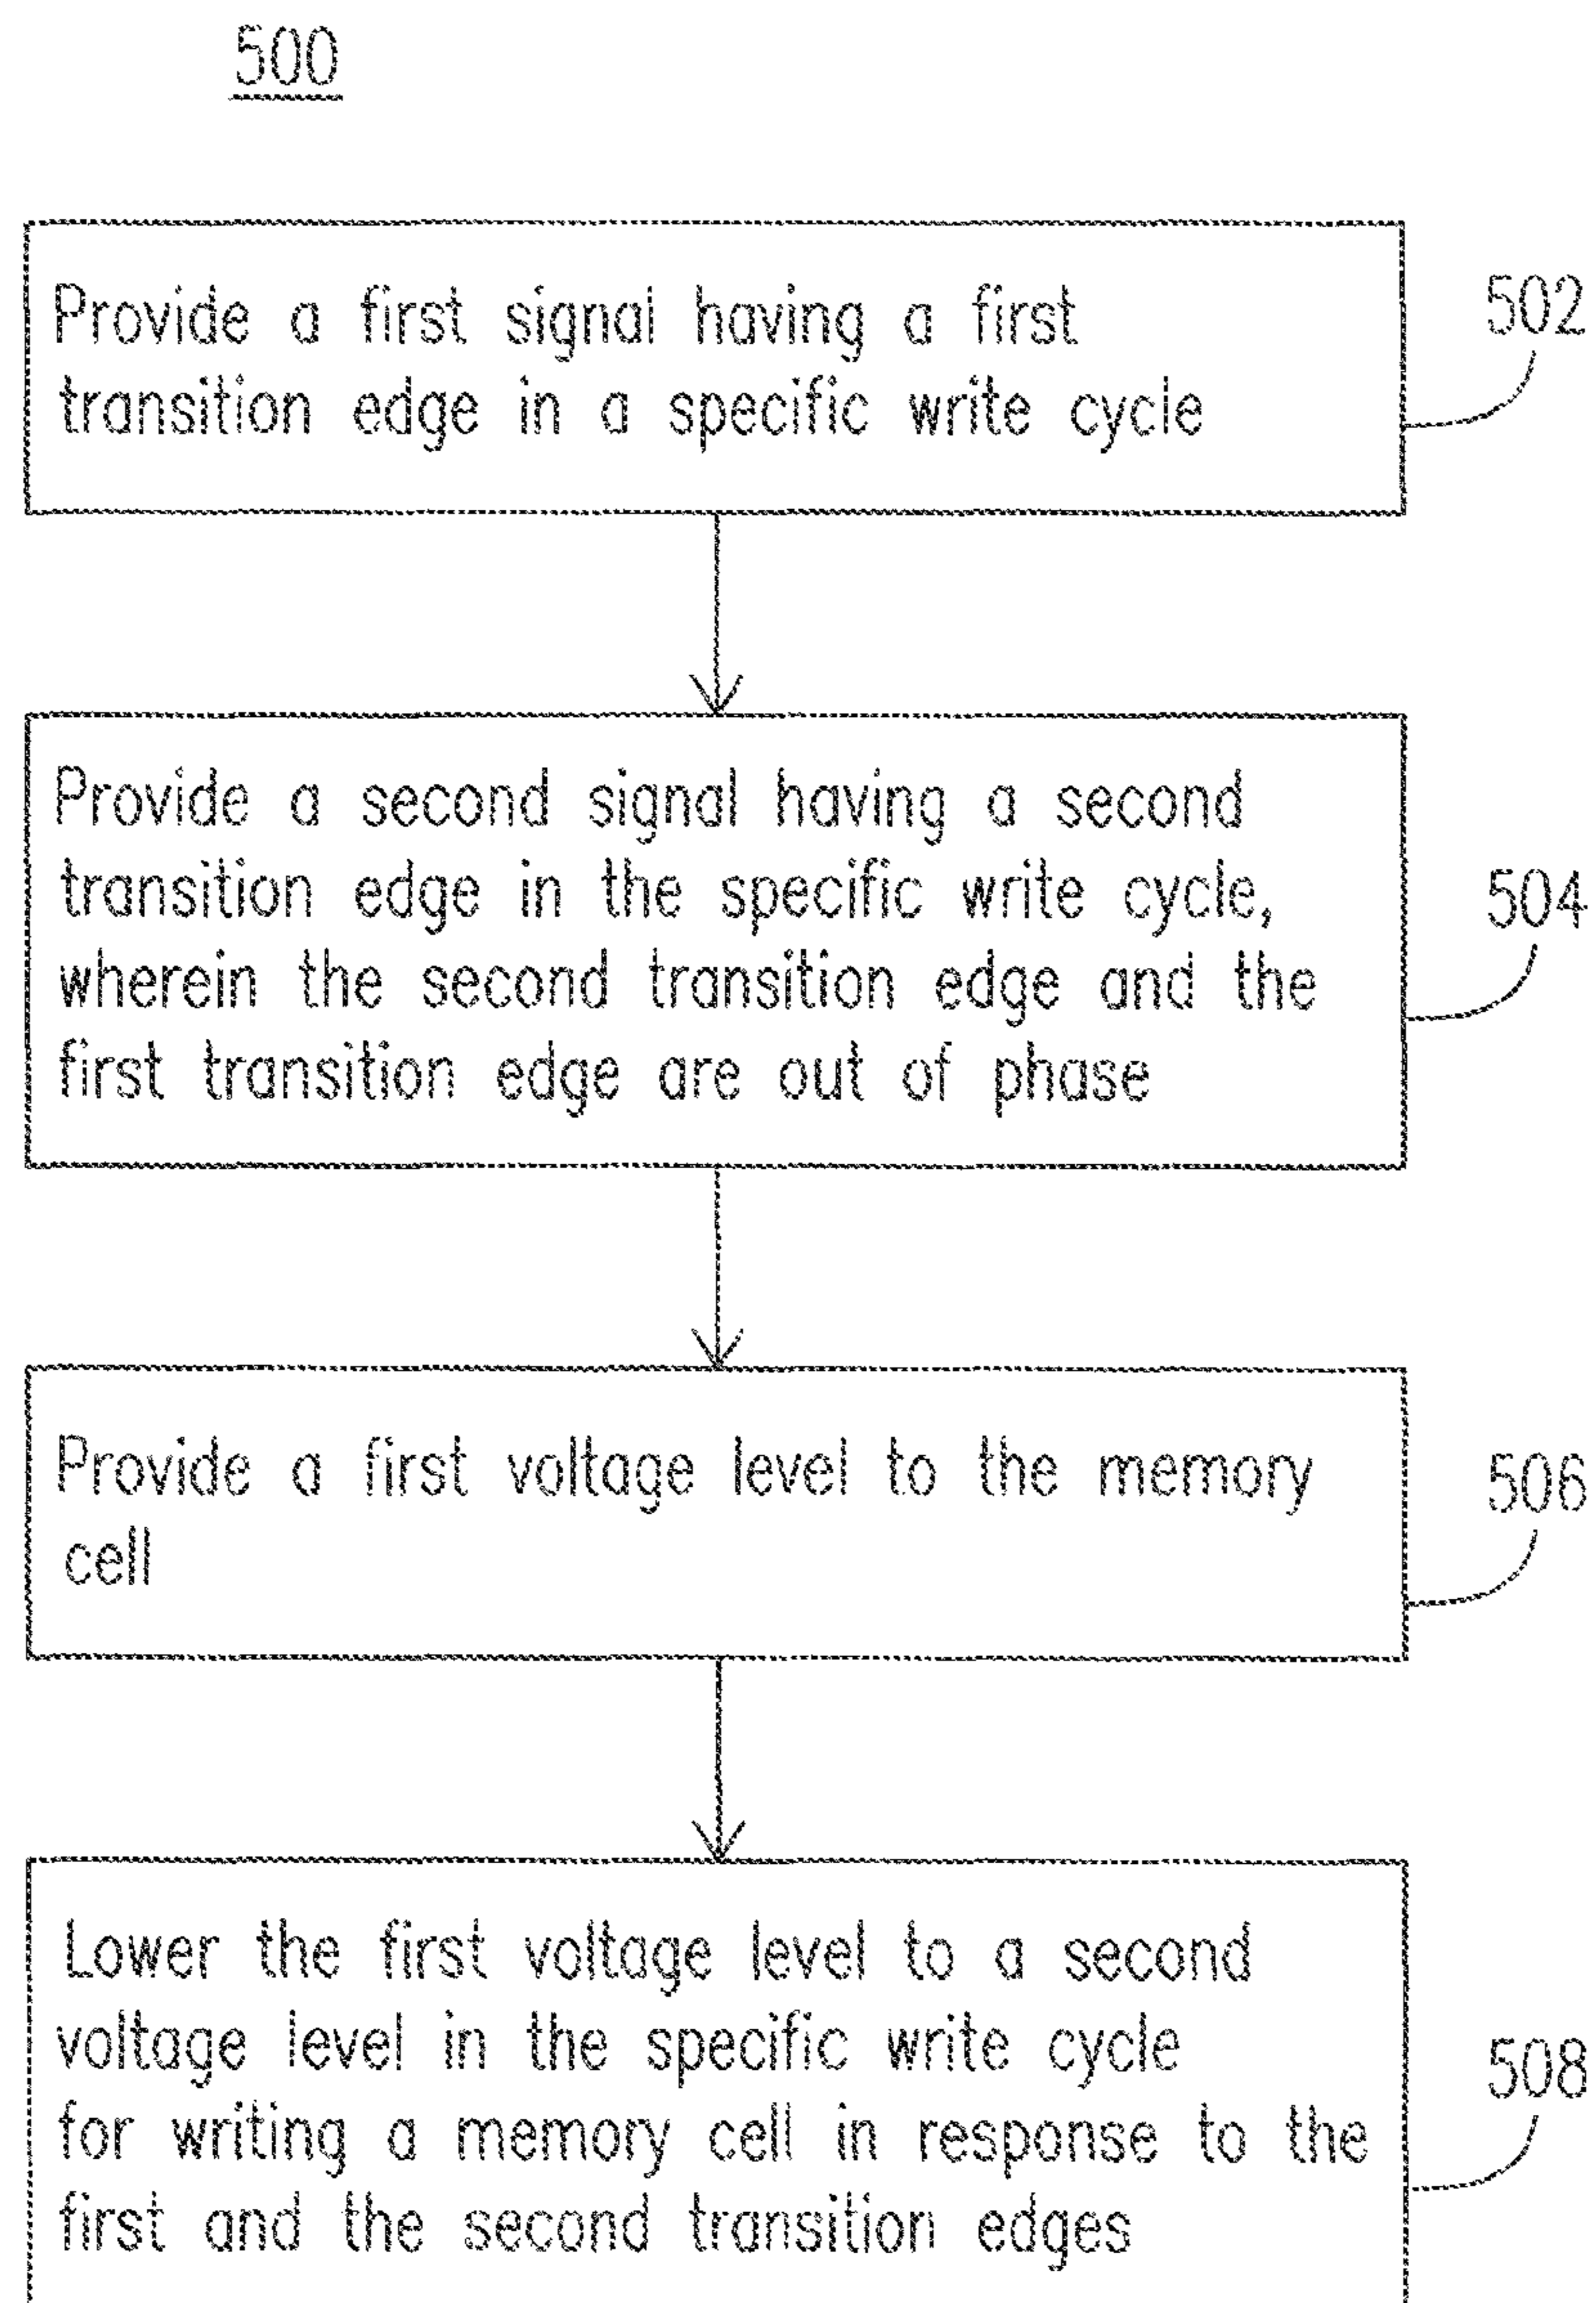 500
Provide a first signal having a first
transition edge in a specific write cycle
502
Provide a second signal having a second
transition edge in the specific write cycle,
wherein the second transition edge and the
first transition edge are out of phase
504
Provide a first voltage level to the memory
cell
506
Lower the first voltage level to a second
voltage level in the specific write cycle
for writing a memory cell in response to the
first and the second transition edges
508